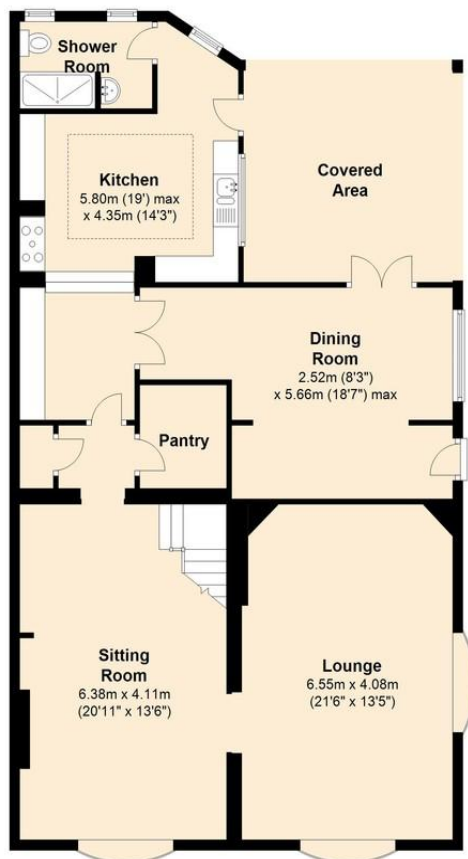 Shower
Room
Kitchen
5.80m (19') max
x 4.35m (14'3")
Covered
Area
Dining
Room
2.52m (8'3")
x 5.66m (18'7") max
Pantry
Sitting
Room
6.38m x 4.11m
(20'11" x 13'6")
Lounge
6.55m x 4.08m
(21'6" x 13'5")